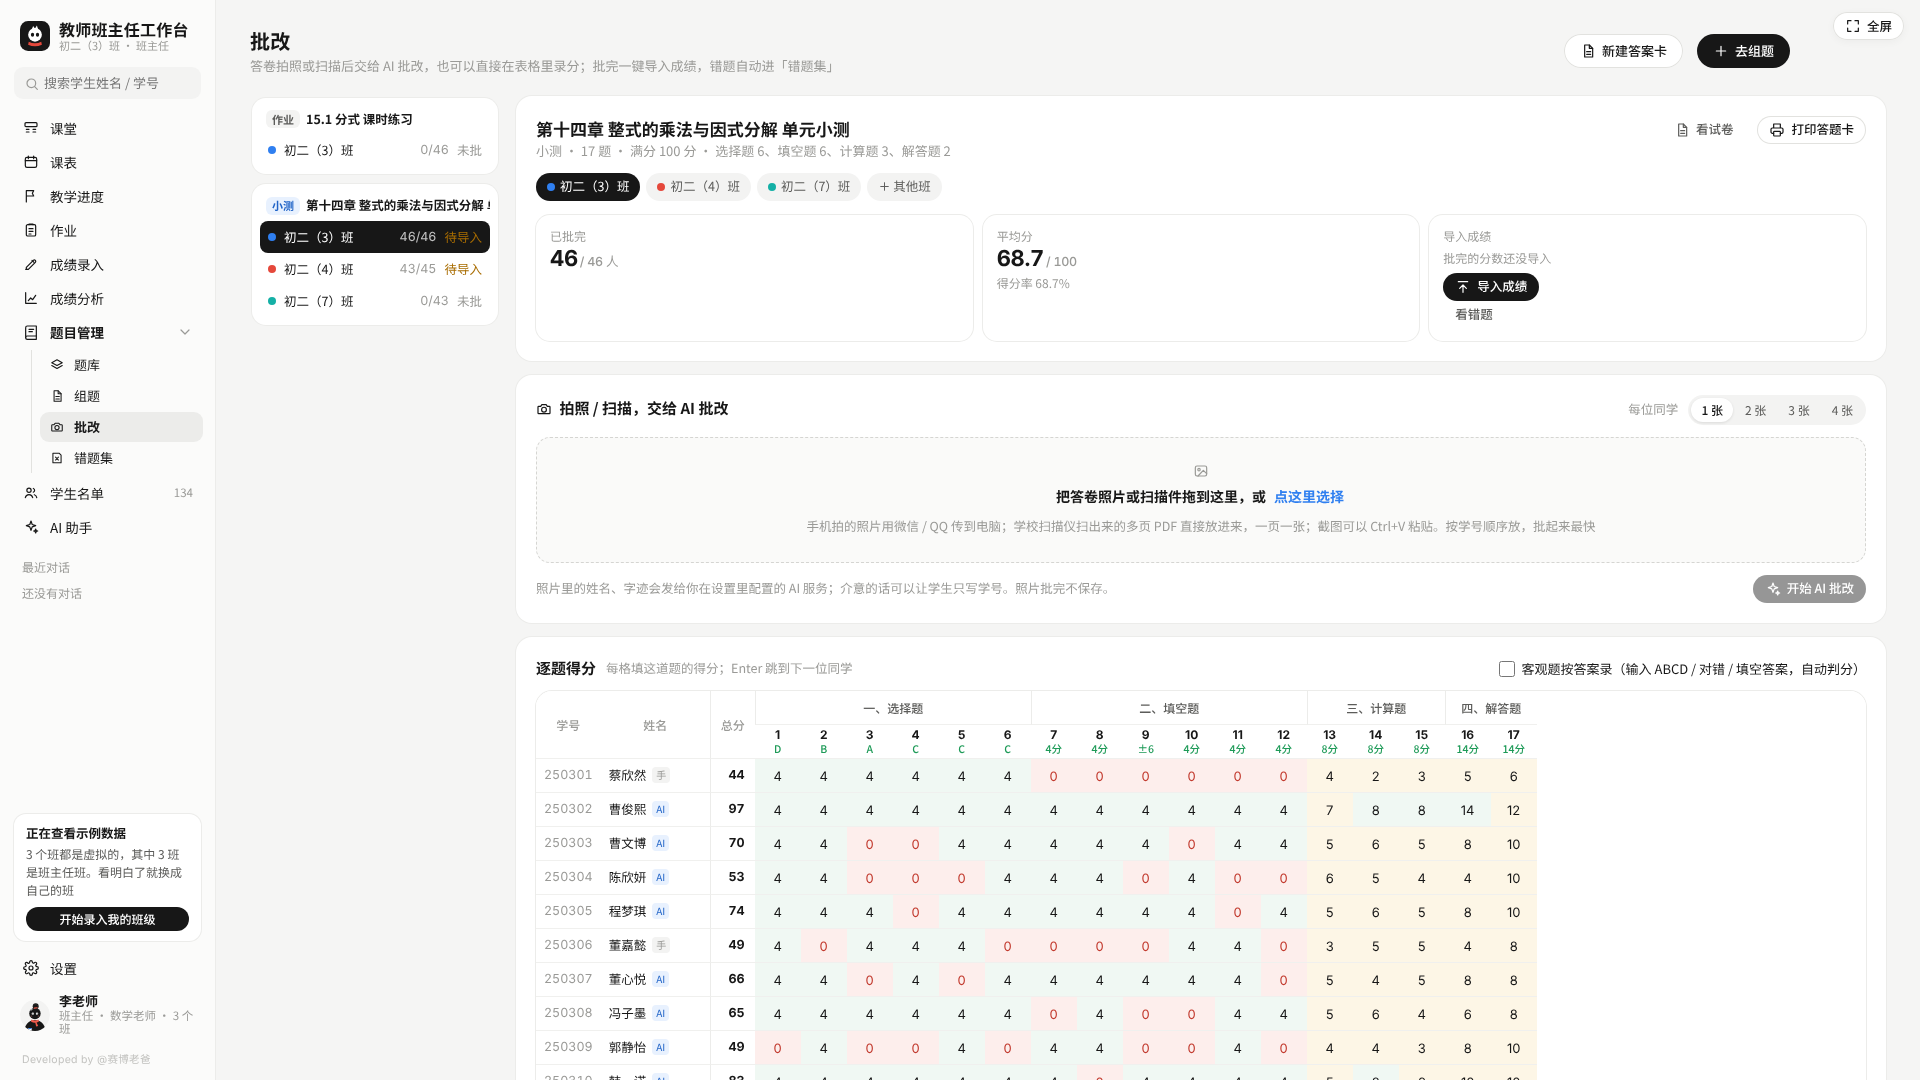 教师班主任工作台
初二（3）班 · 班主任
搜索学生姓名 / 学号
课堂
课表
教学进度
作业
成绩录入
成绩分析
题目管理
题库
组题
批改
错题集
学生名单 134
AI 助手
最近对话
还没有对话
正在查看示例数据
3 个班都是虚拟的，其中 3 班
是班主任班。看明白了就换成
自己的班
开始录入我的班级
设置
李老师
班主任 · 数学老师 · 3 个
班
Developed by @赛博老爸
批改
答卷拍照或扫描后交给 AI 批改，也可以直接在表格里录分；批完一键导入成绩，错题自动进「错题集」
新建答案卡
去组题
全屏
作业 15.1 分式 课时练习
初二（3）班 0/46 未批
小测 第十四章 整式的乘法与因式分解
初二（3）班 46/46 待导入
初二（4）班 43/45 待导入
初二（7）班 0/43 未批
第十四章 整式的乘法与因式分解 单元小测
小测 · 17 题 · 满分 100 分 · 选择题 6、填空题 6、计算题 3、解答题 2
看试卷
打印答题卡
初二（3）班 初二（4）班 初二（7）班 + 其他班
已批完
46 / 46 人
平均分
68.7 / 100
得分率 68.7%
导入成绩
批完的分数还没导入
导入成绩
看错题
拍照 / 扫描，交给 AI 批改
每位同学 1 张 2 张 3 张 4 张
把答卷照片或扫描件拖到这里，或 点这里选择
手机拍的照片用微信 / QQ 传到电脑；学校扫描仪扫出来的多页 PDF 直接放进来，一页一张；截图可以 Ctrl+V 粘贴。按学号顺序放，批起来最快
照片里的姓名、字迹会发给你在设置里配置的 AI 服务；介意的话可以让学生只写学号。照片批完不保存。
开始 AI 批改
逐题得分 每格填这道题的得分；Enter 跳到下一位同学
客观题按答案录（输入 ABCD / 对错 / 填空答案，自动判分）
学号 姓名 总分 一、选择题 二、填空题 三、计算题 四、解答题
1 2 3 4 5 6 7 8 9 10 11 12 13 14 15 16 17
D B A C C C 4分 4分 ±6 4分 4分 4分 8分 8分 8分 14分 14分
250301 蔡欣然 手 44 4 4 4 4 4 4 0 0 0 0 0 0 4 2 3 5 6
250302 曹俊熙 AI 97 4 4 4 4 4 4 4 4 4 4 4 4 7 8 8 14 12
250303 曹文博 AI 70 4 4 0 0 4 4 4 4 4 0 4 4 5 6 5 8 10
250304 陈欣妍 AI 53 4 4 0 0 0 4 4 4 0 4 0 0 6 5 4 4 10
250305 程梦琪 AI 74 4 4 4 0 4 4 4 4 4 4 0 4 5 6 5 8 10
250306 董嘉懿 手 49 4 0 4 4 4 0 0 0 0 4 4 0 3 5 5 4 8
250307 董心悦 AI 66 4 4 0 4 0 4 4 4 4 4 4 0 5 4 5 8 8
250308 冯子墨 AI 65 4 4 4 4 4 4 0 4 0 0 4 4 5 6 4 6 8
250309 郭静怡 AI 49 0 4 0 0 4 0 4 4 0 0 4 0 4 4 3 8 10